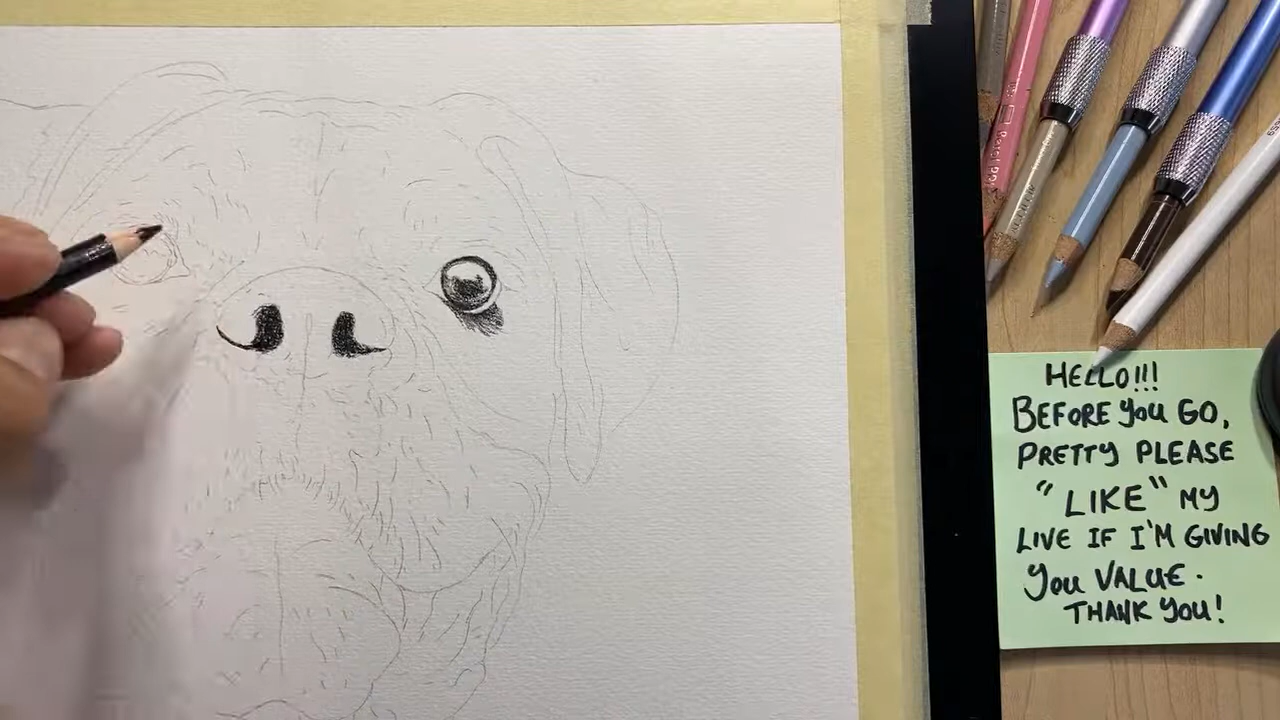 HELLO!!!
BEFORE YOU GO,
PRETTY PLEASE
"LIKE" MY
LIVE IF I'M GIVING
YOU VALUE.
THANK YOU!